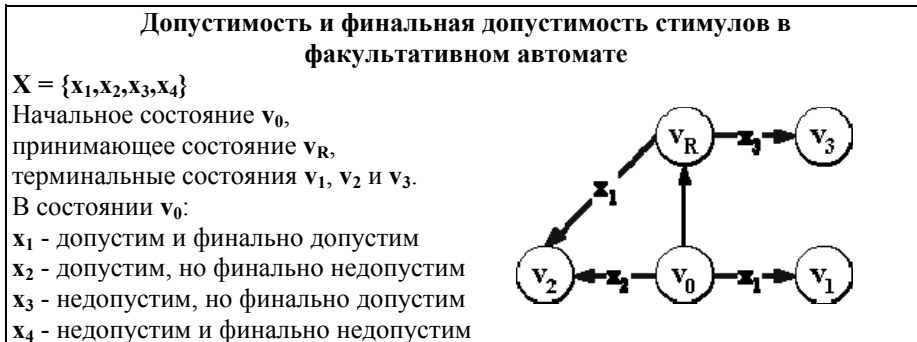 Допустимость и финальная допустимость стимулов в
факультативном автомате
X = {x₁,x₂,x₃,x₄}
Начальное состояние v₀,
принимающее состояние v_R,
терминальные состояния v₁, v₂ и v₃.
В состоянии v₀:
x₁ - допустим и финально допустим
x₂ - допустим, но финально недопустим
x₃ - недопустим, но финально допустим
x₄ - недопустим и финально недопустим
v_R x₃ v₃
x₁
v₂ x₂ v₀ x₁ v₁